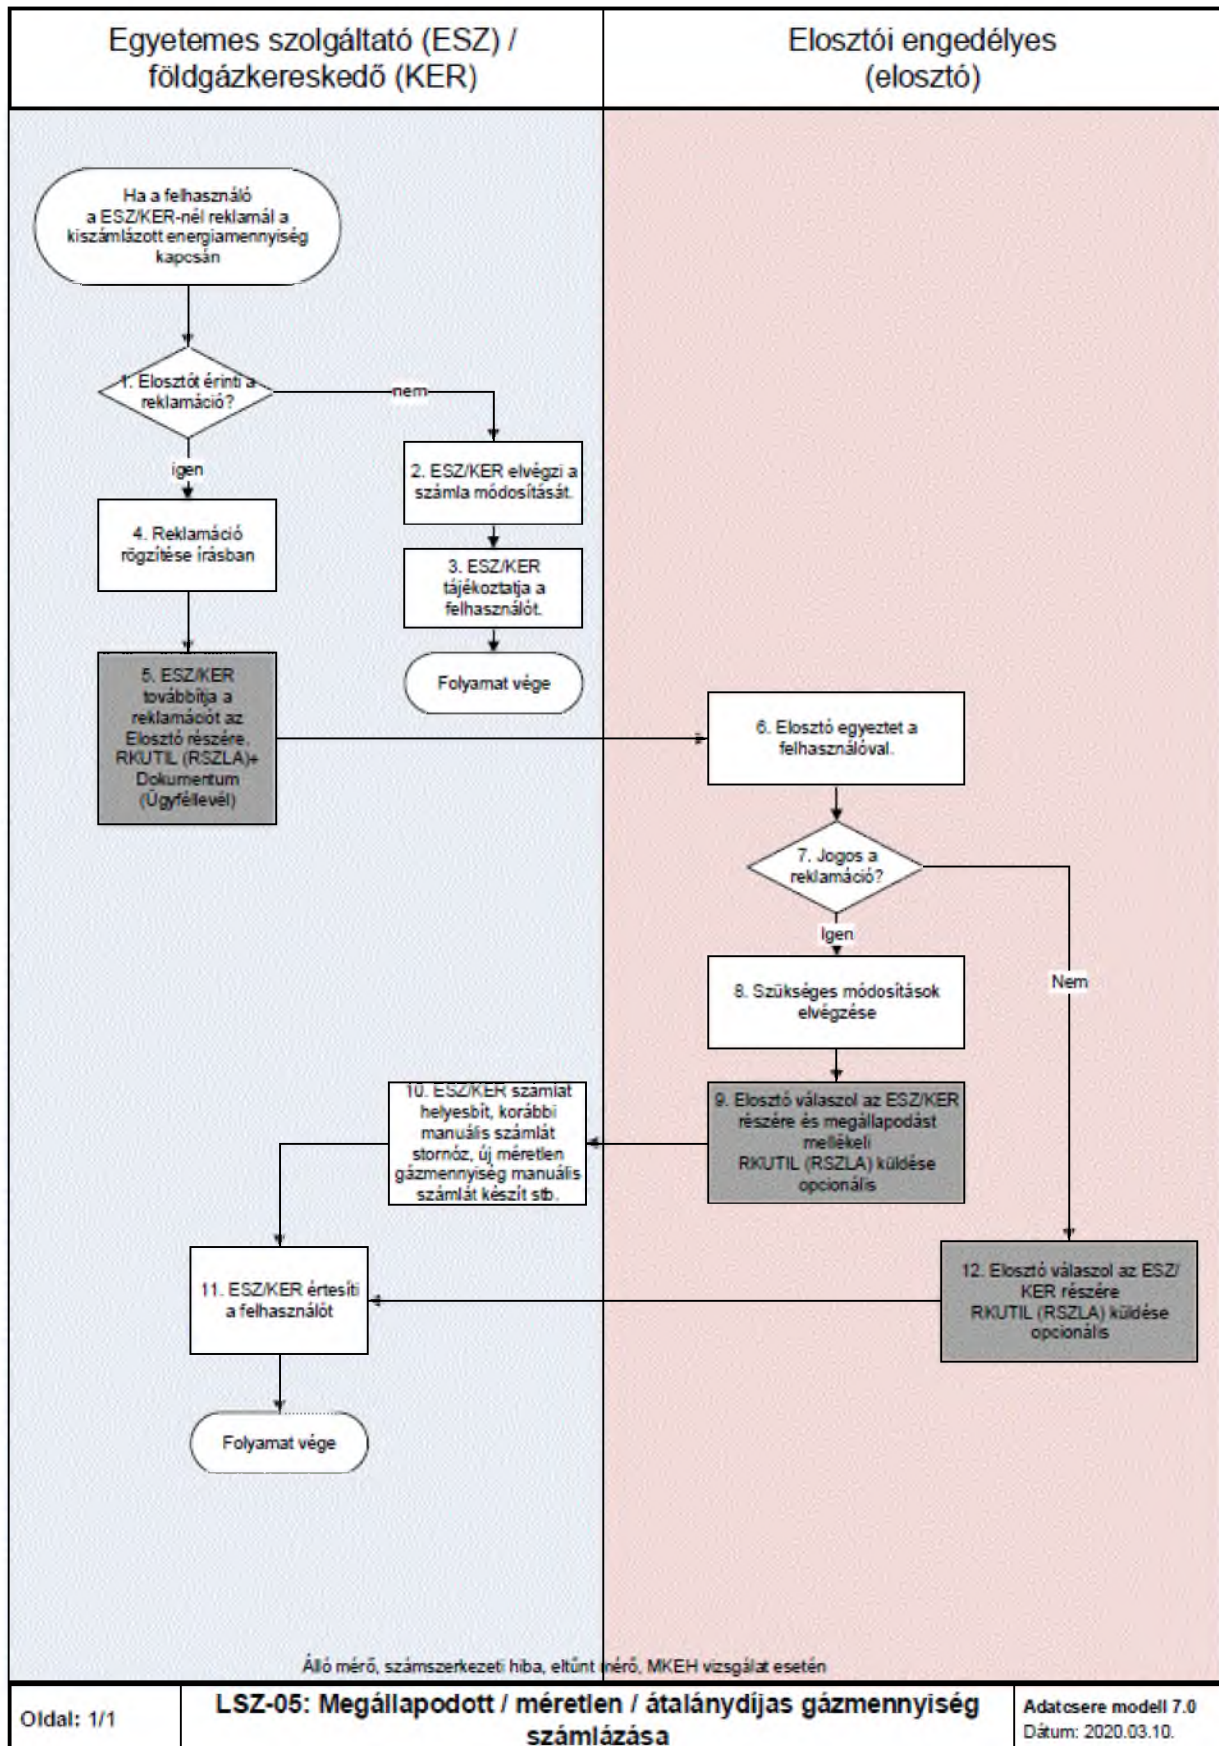 Egyetemes szolgáltató (ESZ) /
földgázkereskedő (KER)
Elosztói engedélyes
(elosztó)
Ha a felhasználó
a ESZ/KER-nél reklamál a
kiszámlázott energiamennyiség
kapcsán
1. Elosztót érinti a
reklamáció?
nem
igen
2. ESZ/KER elvégzi a
számla módosítását.
4. Reklamáció
rögzítése írásban
3. ESZ/KER
tájékoztatja a
felhasználót.
Folyamat vége
5. ESZ/KER
továbbítja a
reklamációt az
Elosztó részére.
RKUTIL (RSZLA)+
Dokumentum
(Ügyféllevél)
6. Elosztó egyeztet a
felhasználóval.
7. Jogos a
reklamáció?
Igen
Nem
8. Szükséges módosítások
elvégzése
9. Elosztó válaszol az ESZ/KER
részére és megállapodást
mellékeli
RKUTIL (RSZLA) küldése
opcionális
10. ESZ/KER számlát
helyesbít, korábbi
manuális számlát
stornóz, új méretlen
gázmennyiség manuális
számlát készít stb.
11. ESZ/KER értesíti
a felhasználót
12. Elosztó válaszol az ESZ/
KER részére
RKUTIL (RSZLA) küldése
opcionális
Folyamat vége
Álló mérő, számszerkezeti hiba, eltűnt mérő, MKEH vizsgálat esetén
Oldal: 1/1
LSZ-05: Megállapodott / méretlen / átalánydíjas gázmennyiség
számlázása
Adatcsere modell 7.0
Dátum: 2020.03.10.